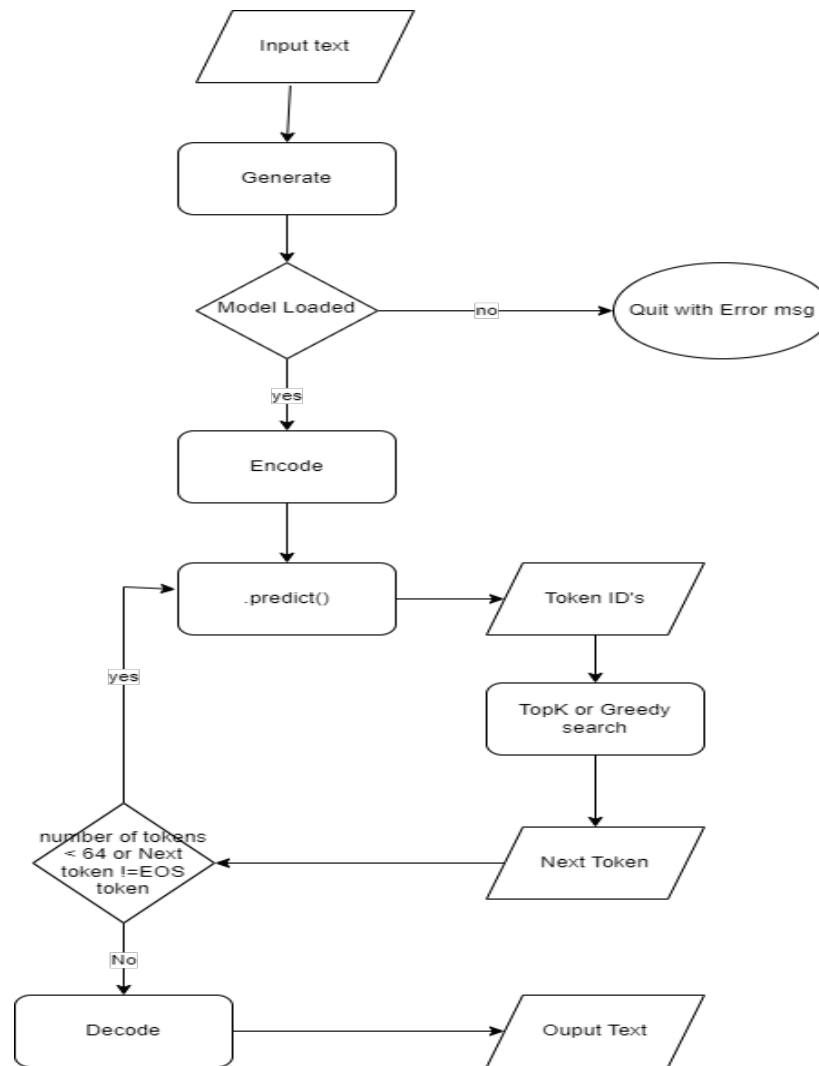 Input text
Generate
Model Loaded
no
Quit with Error msg
yes
Encode
.predict()
Token ID's
yes
TopK or Greedy
search
number of tokens
< 64 or Next
token !=EOS
token
Next Token
No
Decode
Ouput Text